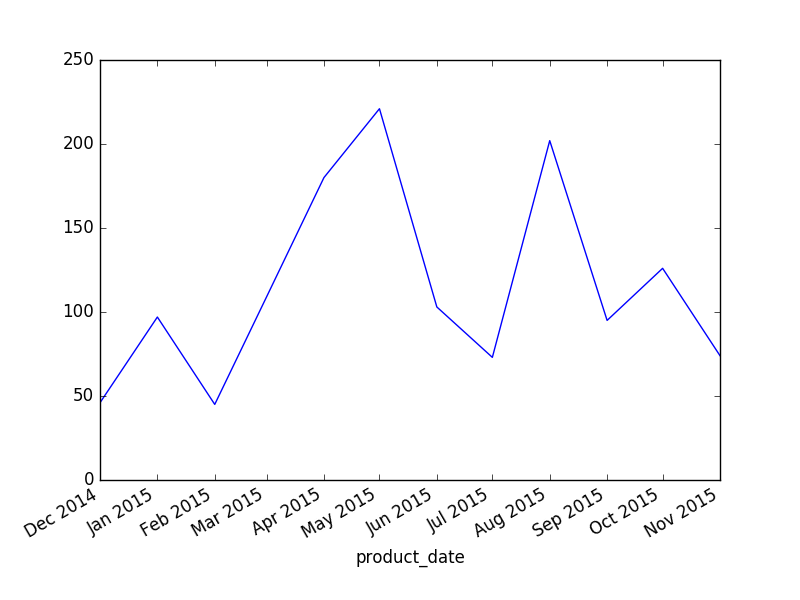 250
200
150
100
50
0
Dec 2014
Jan 2015
Feb 2015
Mar 2015
Apr 2015
May 2015
Jun 2015
Jul 2015
Aug 2015
Sep 2015
Oct 2015
Nov 2015
product_date